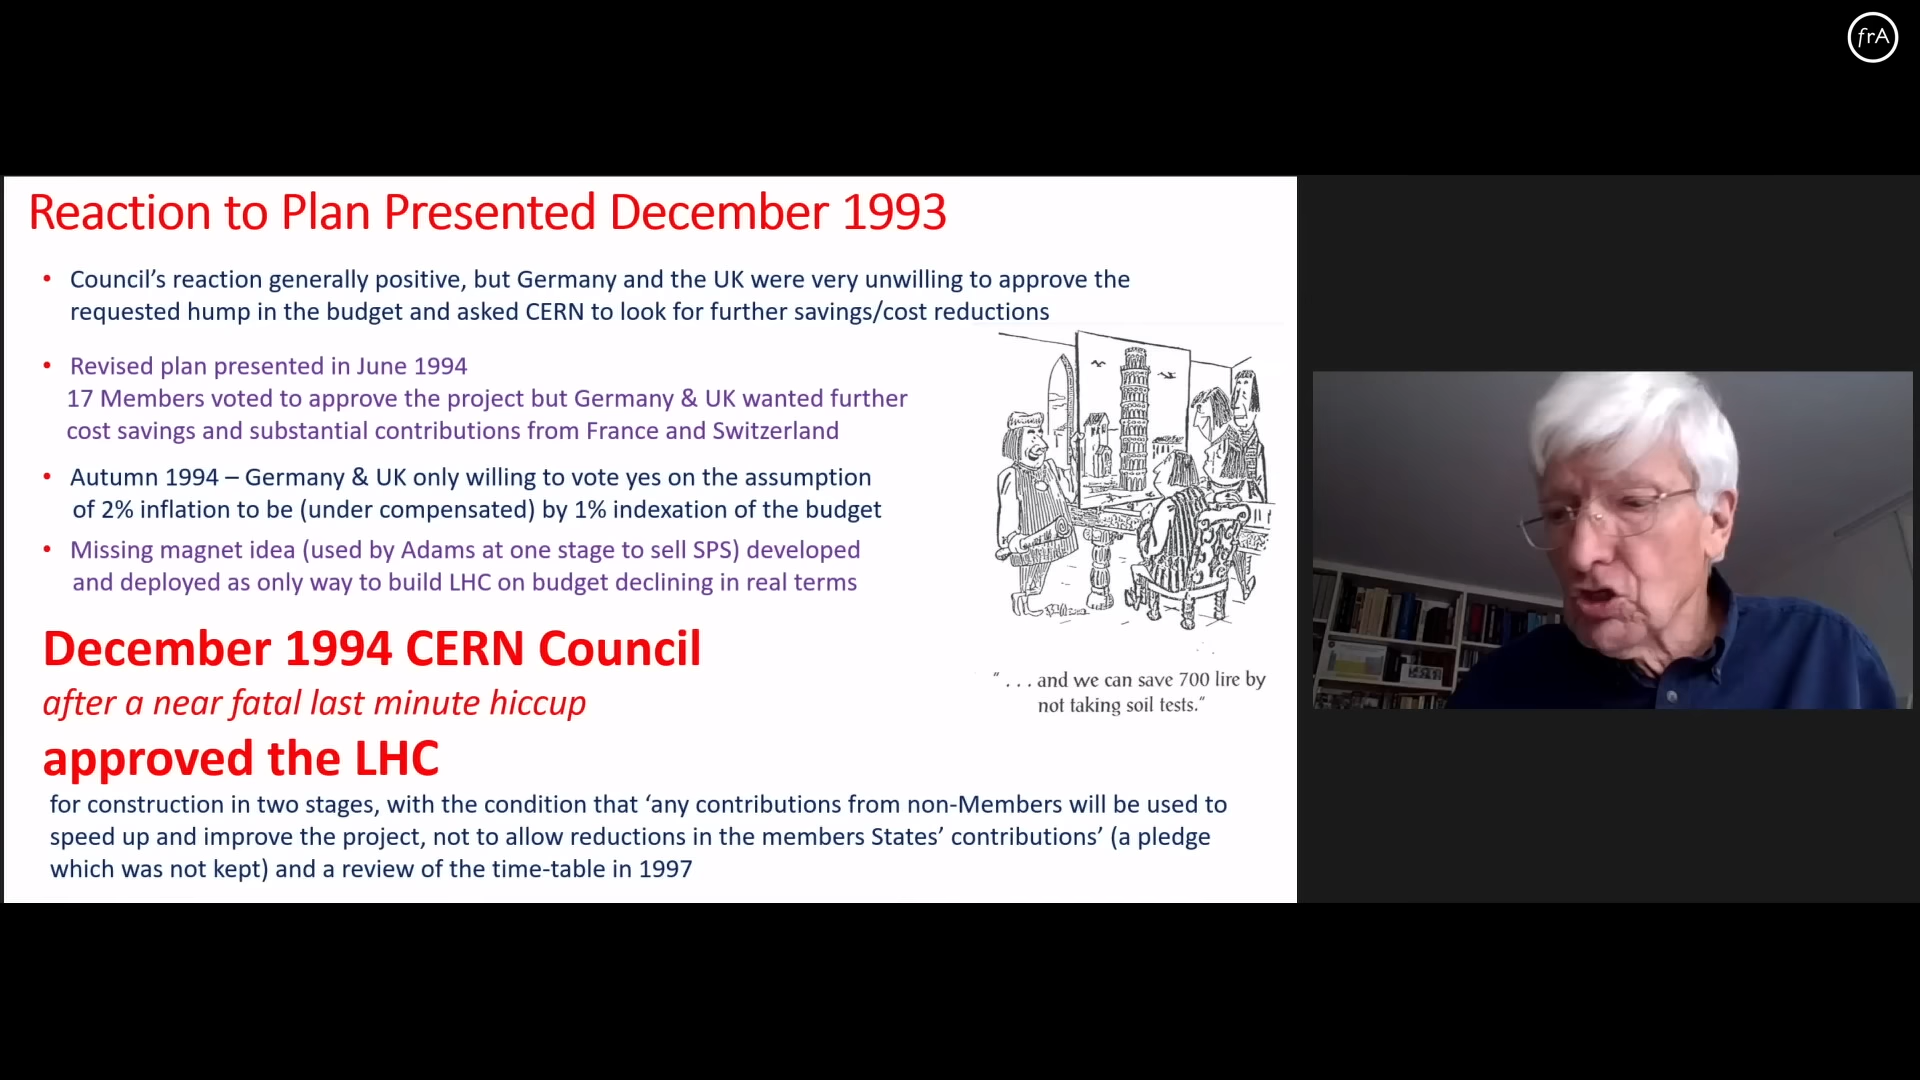 frA
Reaction to Plan Presented December 1993
• Council’s reaction generally positive, but Germany and the UK were very unwilling to approve the
requested hump in the budget and asked CERN to look for further savings/cost reductions
• Revised plan presented in June 1994
17 Members voted to approve the project but Germany & UK wanted further
cost savings and substantial contributions from France and Switzerland
• Autumn 1994 – Germany & UK only willing to vote yes on the assumption
of 2% inflation to be (under compensated) by 1% indexation of the budget
• Missing magnet idea (used by Adams at one stage to sell SPS) developed
and deployed as only way to build LHC on budget declining in real terms
" . . . and we can save 700 lire by
not taking soil tests."
December 1994 CERN Council
after a near fatal last minute hiccup
approved the LHC
for construction in two stages, with the condition that ‘any contributions from non-Members will be used to
speed up and improve the project, not to allow reductions in the members States’ contributions’ (a pledge
which was not kept) and a review of the time-table in 1997